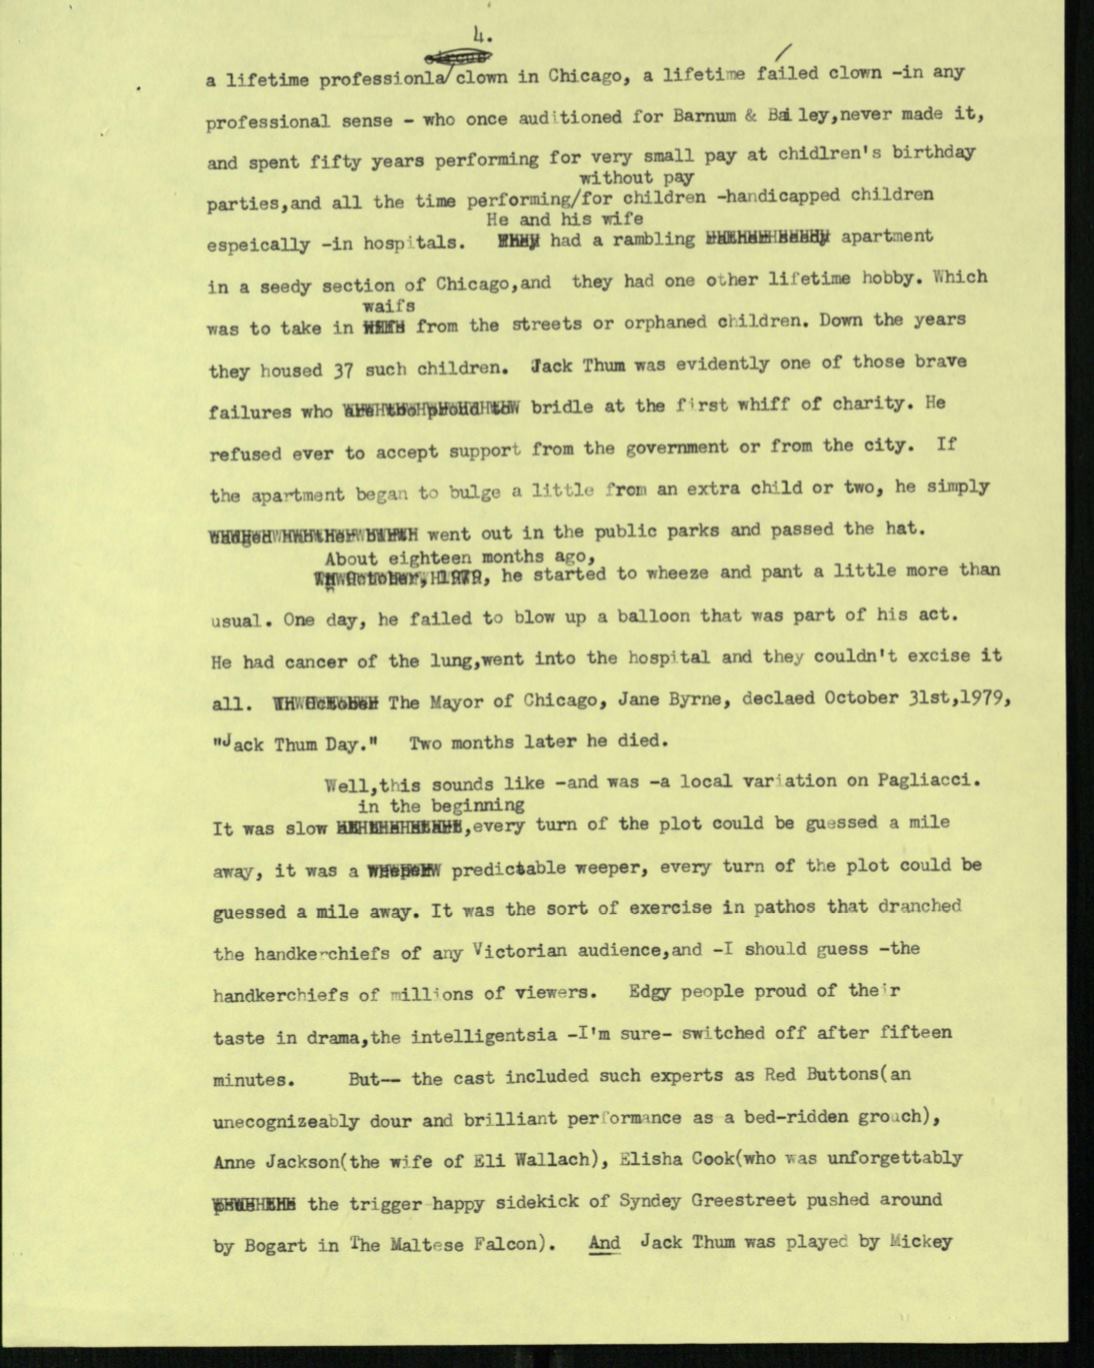 4.
a lifetime professionla/clown in Chicago, a lifetime failed clown -in any
professional sense - who once auditioned for Barnum & Bai ley,never made it,
and spent fifty years performing for very small pay at chidlren's birthday
without pay
parties,and all the time performing/for children -handicapped children
He and his wife
espeically -in hospitals. had a rambling apartment
in a seedy section of Chicago,and they had one other lifetime hobby. Which
waifs
was to take in from the streets or orphaned children. Down the years
they housed 37 such children. Jack Thum was evidently one of those brave
failures who bridle at the first whiff of charity. He
refused ever to accept support from the government or from the city. If
the apartment began to bulge a little from an extra child or two, he simply
went out in the public parks and passed the hat.
About eighteen months ago,
he started to wheeze and pant a little more than
usual. One day, he failed to blow up a balloon that was part of his act.
He had cancer of the lung,went into the hospital and they couldn't excise it
all. The Mayor of Chicago, Jane Byrne, declaed October 31st,1979,
"Jack Thum Day." Two months later he died.
Well,this sounds like -and was -a local variation on Pagliacci.
in the beginning
It was slow ,every turn of the plot could be guessed a mile
away, it was a predictable weeper, every turn of the plot could be
guessed a mile away. It was the sort of exercise in pathos that dranched
the handkerchiefs of any Victorian audience,and -I should guess -the
handkerchiefs of millions of viewers. Edgy people proud of their
taste in drama,the intelligentsia -I'm sure- switched off after fifteen
minutes. But-- the cast included such experts as Red Buttons(an
unecognizeably dour and brilliant performance as a bed-ridden grouch),
Anne Jackson(the wife of Eli Wallach), Elisha Cook(who was unforgettably
the trigger-happy sidekick of Syndey Greestreet pushed around
by Bogart in The Maltese Falcon). And Jack Thum was played by Mickey